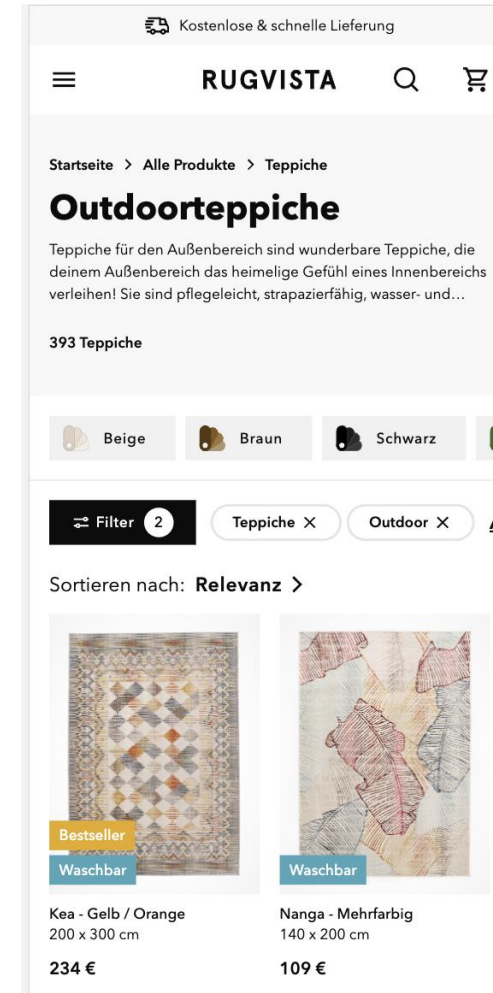 Kostenlose & schnelle Lieferung
RUGVISTA
Startseite > Alle Produkte > Teppiche
Outdoorteppiche
Teppiche für den Außenbereich sind wunderbare Teppiche, die
deinem Außenbereich das heimelige Gefühl eines Innenbereichs
verleihen! Sie sind pflegeleicht, strapazierfähig, wasser- und…
393 Teppiche
Beige Braun Schwarz
Filter 2 Teppiche X Outdoor X
Sortieren nach: Relevanz >
Bestseller
Waschbar Waschbar
Kea - Gelb / Orange Nanga - Mehrfarbig
200 x 300 cm 140 x 200 cm
234 € 109 €